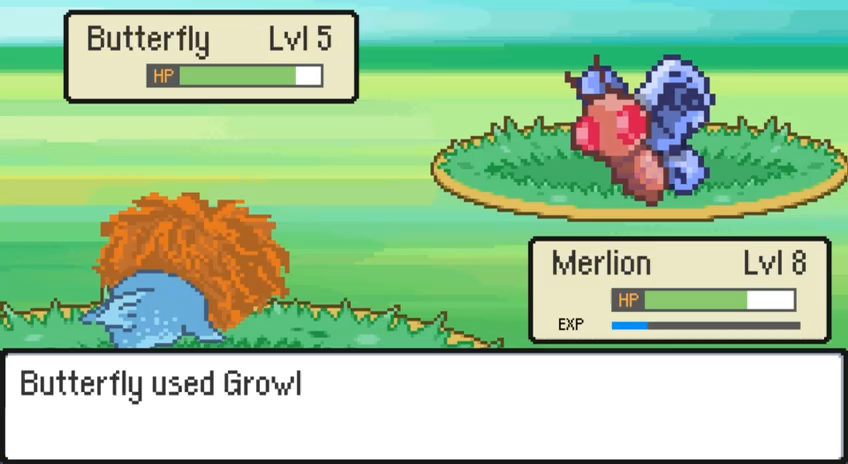 Butterfly Lvl 5
HP
Merlion Lvl 8
HP
EXP
Butterfly used Growl